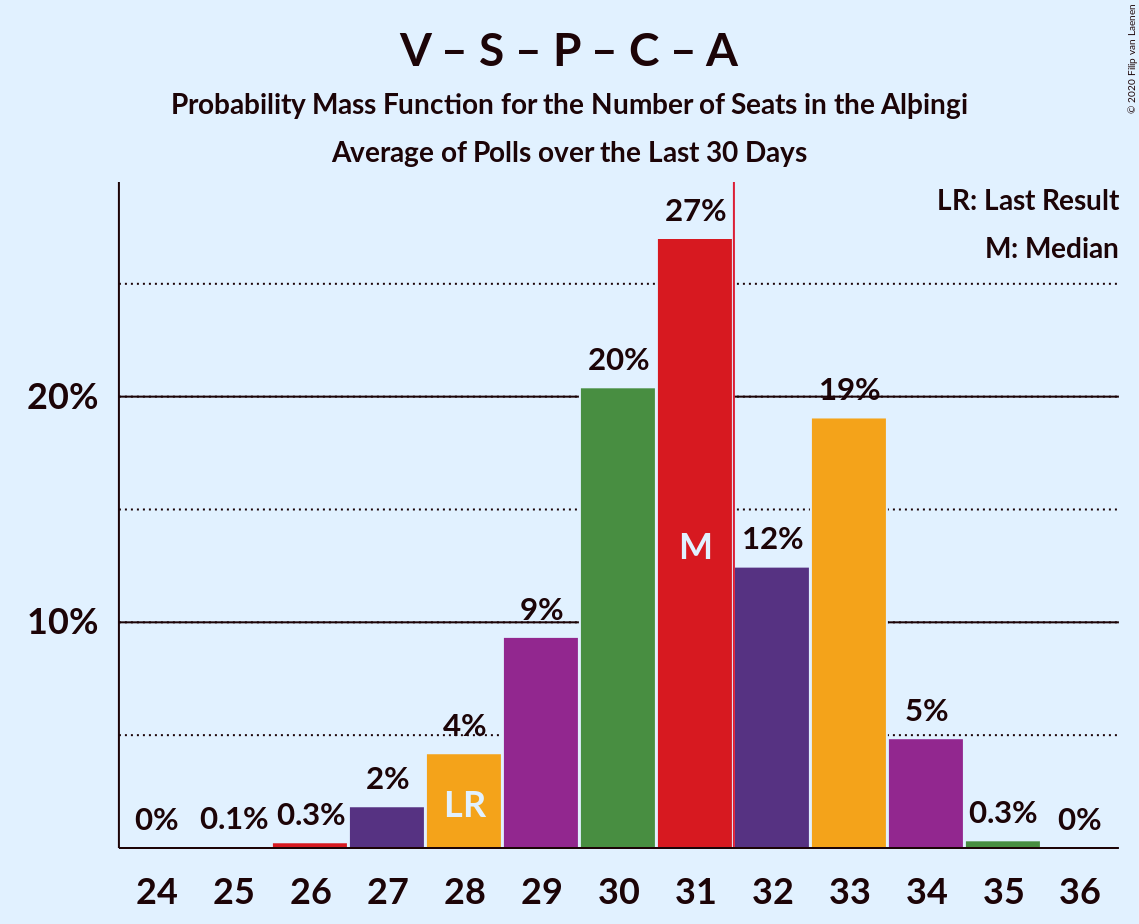 V – S – P – C – A
Probability Mass Function for the Number of Seats in the Alþingi
Average of Polls over the Last 30 Days
© 2020 Filip van Laenen
LR: Last Result
M: Median
20%
10%
0%
0.1%
0.3%
2%
4%
9%
20%
27%
12%
19%
5%
0.3%
0%
LR
M
24 25 26 27 28 29 30 31 32 33 34 35 36